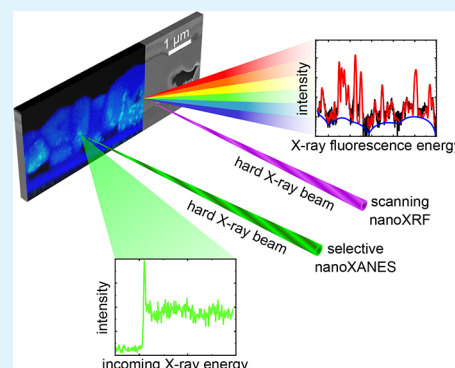 1 µm
intensity
X-ray fluorescence energy
hard X-ray beam
scanning
nanoXRF
hard X-ray beam
selective
nanoXANES
intensity
incoming X-ray energy